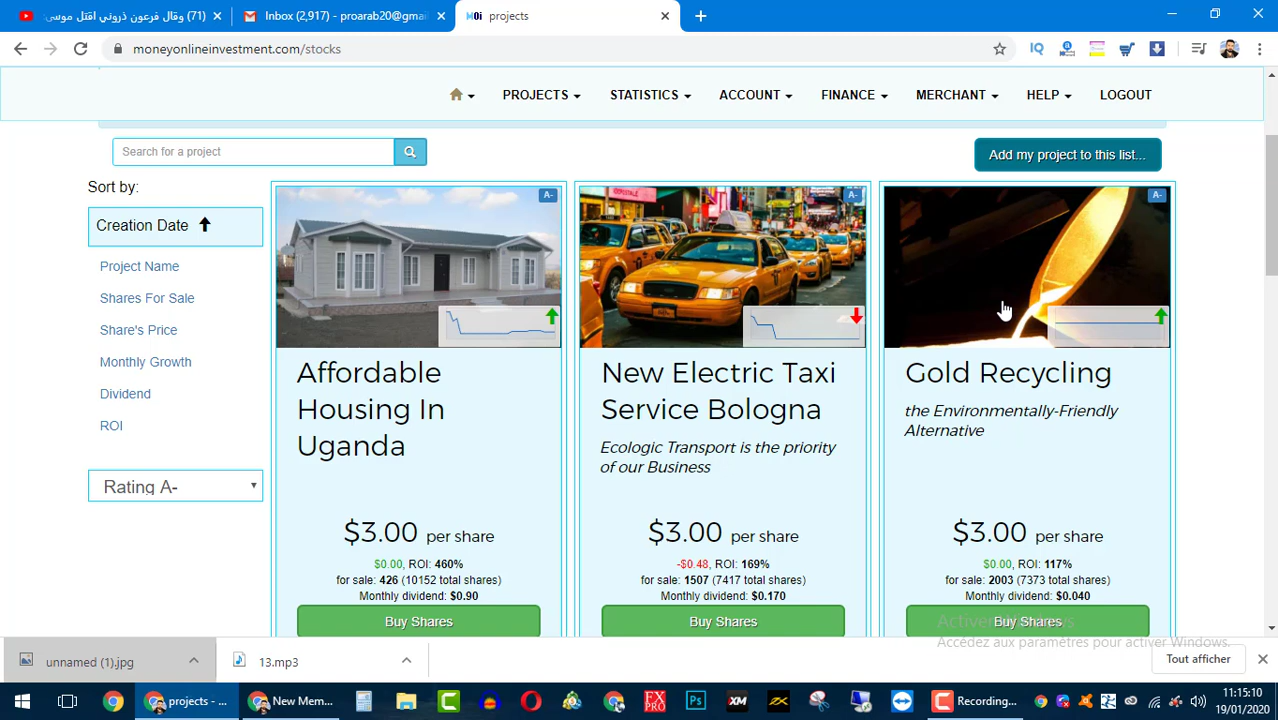 (71) وقال فرعون ذروني اقتل موسى:
Inbox (2,917) - proarab20@gmai
M0i projects
moneyonlineinvestment.com/stocks
PROJECTS STATISTICS ACCOUNT FINANCE MERCHANT HELP LOGOUT
Search for a project
Add my project to this list...
Sort by:
Creation Date
Project Name
Shares For Sale
Share's Price
Monthly Growth
Dividend
ROI
Rating A-
A-
Affordable
Housing In
Uganda
$3.00 per share
$0.00, ROI: 460%
for sale: 426 (10152 total shares)
Monthly dividend: $0.90
Buy Shares
A-
New Electric Taxi
Service Bologna
Ecologic Transport is the priority
of our Business
$3.00 per share
-$0.48, ROI: 169%
for sale: 1507 (7417 total shares)
Monthly dividend: $0.170
Buy Shares
A-
Gold Recycling
the Environmentally-Friendly
Alternative
$3.00 per share
$0.00, ROI: 117%
for sale: 2003 (7373 total shares)
Monthly dividend: $0.040
Buy Shares
Activer Windows
Accédez aux paramètres pour activer Windows.
unnamed (1).jpg
13.mp3
Tout afficher
projects - ...
New Mem...
FX PRO
Ps
XM
Recording...
11:15:10
19/01/2020